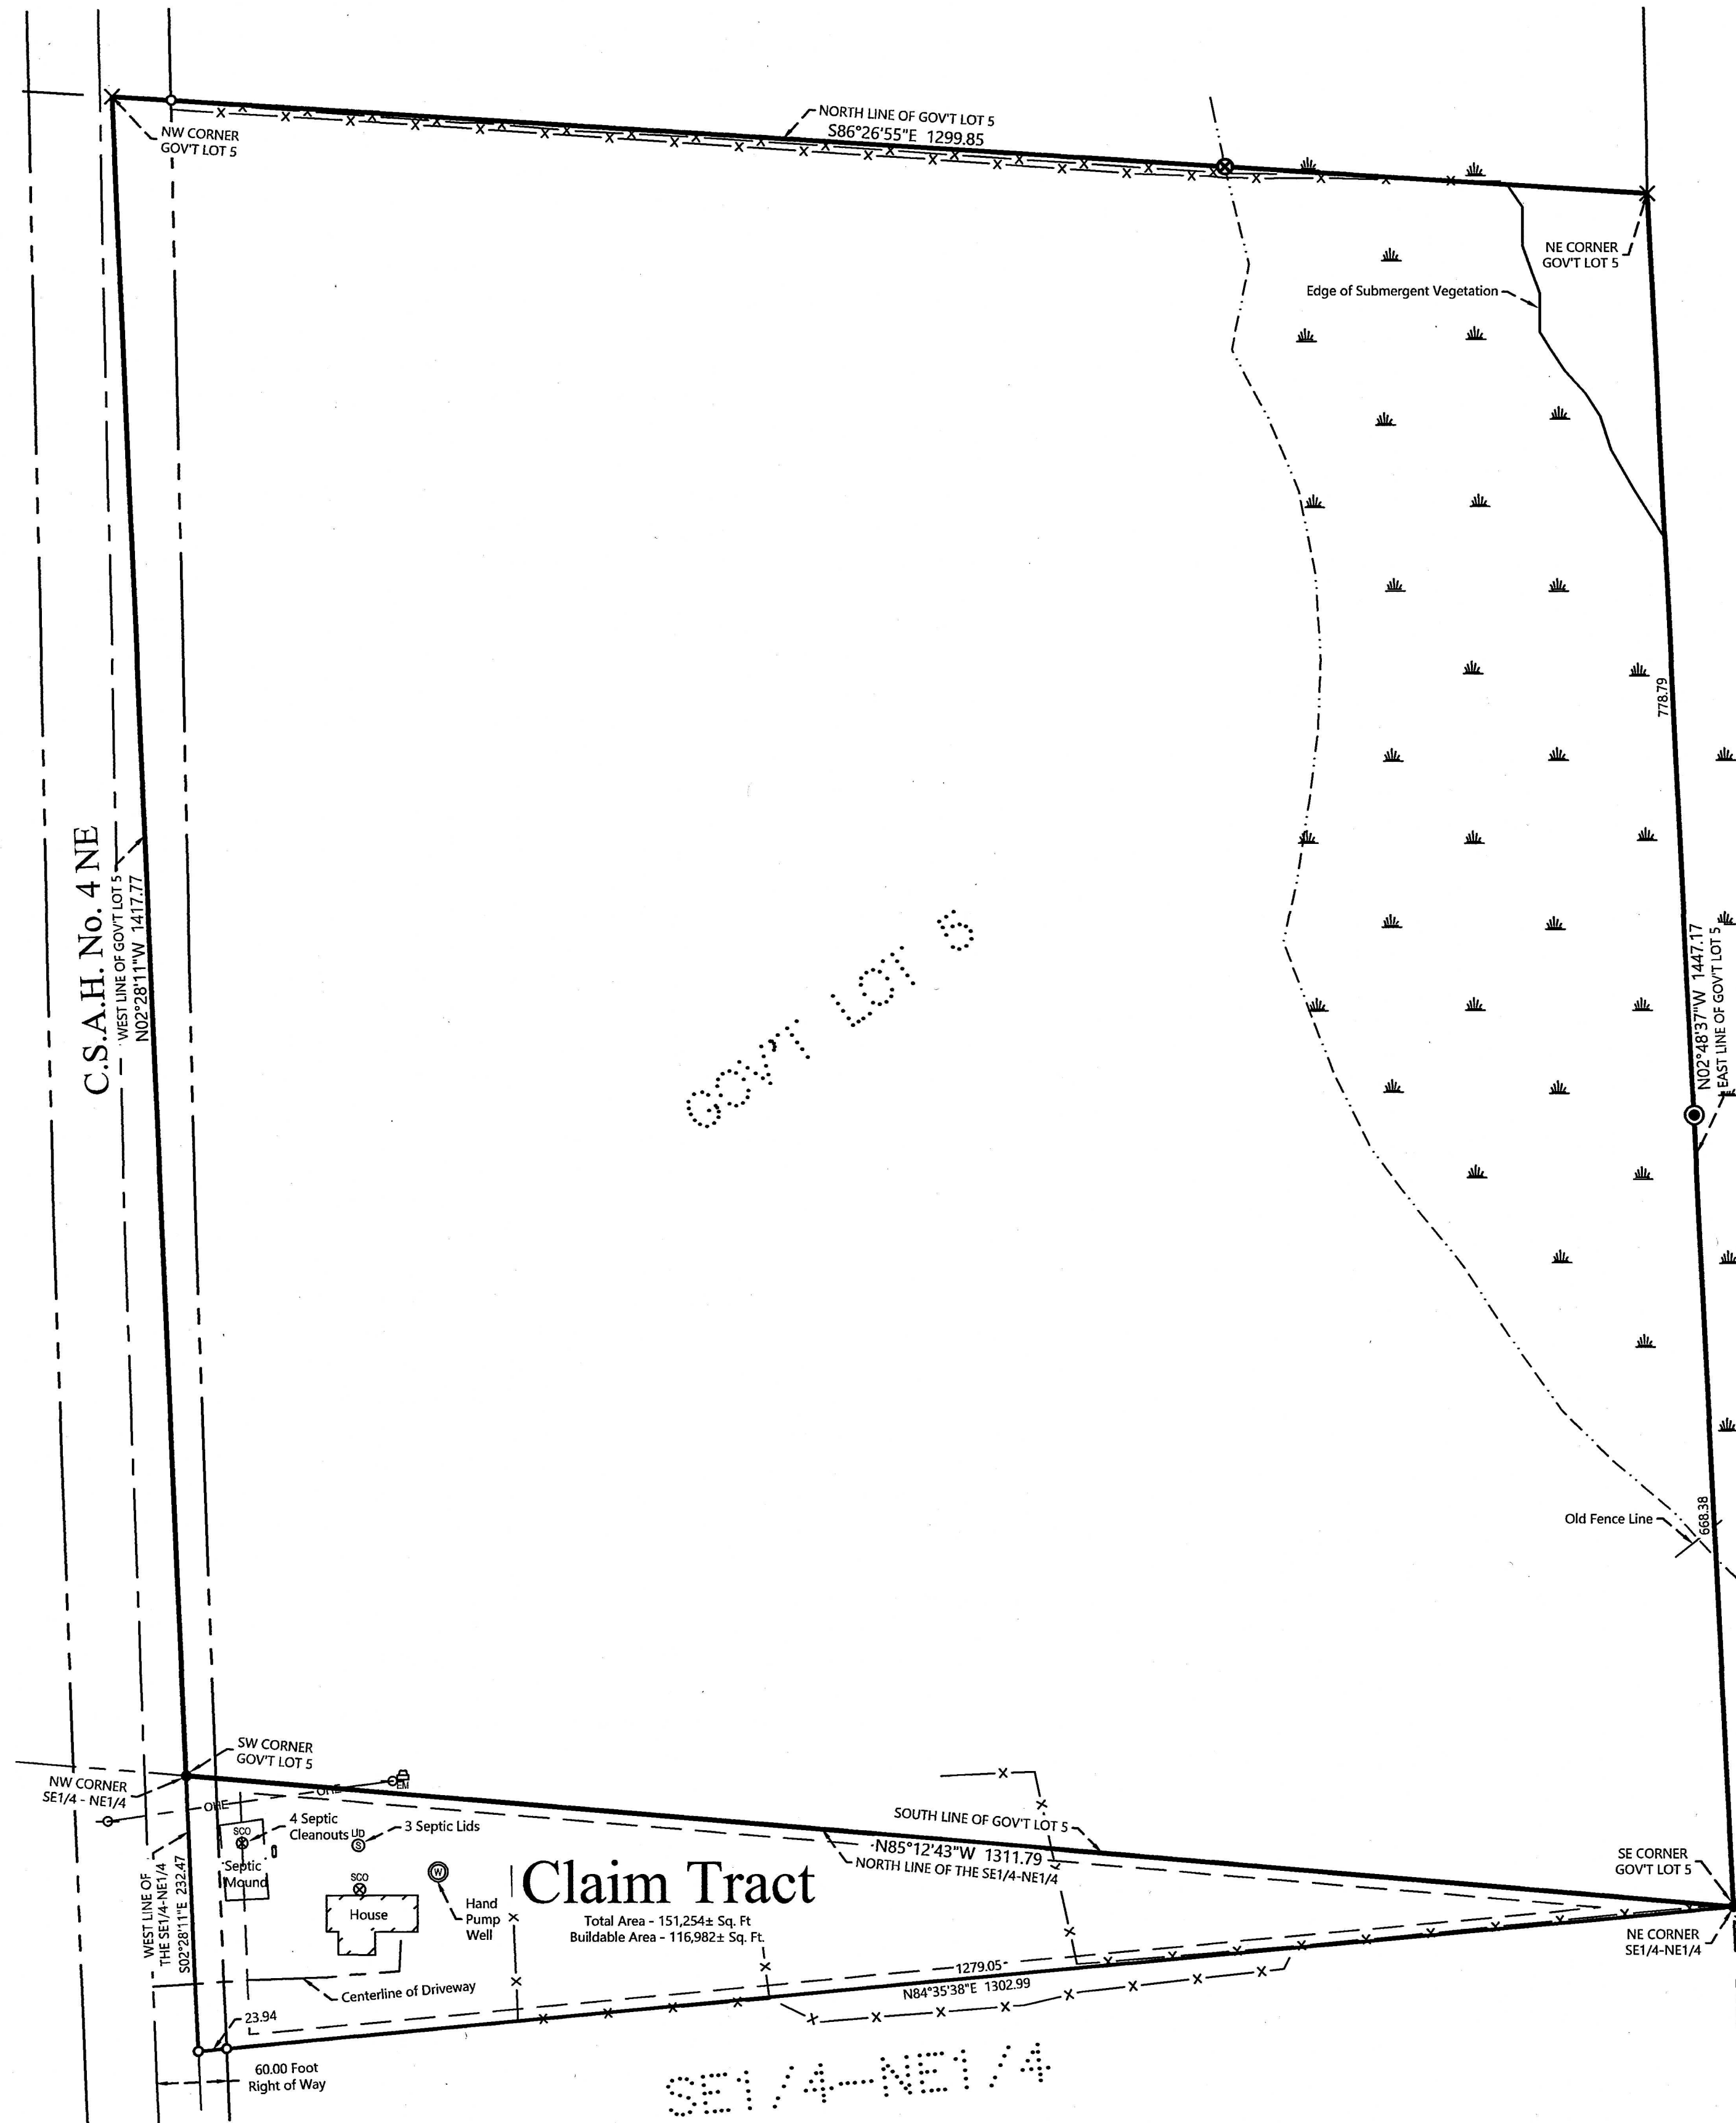 NORTH LINE OF GOV'T LOT 5
S86°26'55"E 1299.85
NW CORNER
GOV'T LOT 5
NE CORNER
GOV'T LOT 5
Edge of Submergent Vegetation
778.79
C.S.A.H. No. 4 NE
WEST LINE OF GOV'T LOT 5
N02°28'11"W 1417.77
GOV'T LOT 5
N02°48'37"W 1447.17
EAST LINE OF GOV'T LOT 5
668.38
Old Fence Line
SW CORNER
GOV'T LOT 5
NW CORNER
SE1/4 - NE1/4
OHE
OHE
EM
SCO
4 Septic
Cleanouts
UD
S
3 Septic Lids
Septic
Mound
SCO
W
Hand
Pump
Well
House
Claim Tract
Total Area - 151,254± Sq. Ft
Buildable Area - 116,982± Sq. Ft.
SOUTH LINE OF GOV'T LOT 5
N85°12'43"W 1311.79
NORTH LINE OF THE SE1/4-NE1/4
SE CORNER
GOV'T LOT 5
NE CORNER
SE1/4-NE1/4
WEST LINE OF
THE SE1/4-NE1/4
S02°28'11"E 232.47
Centerline of Driveway
1279.05
N84°35'38"E 1302.99
23.94
60.00 Foot
Right of Way
SE1/4-NE1/4